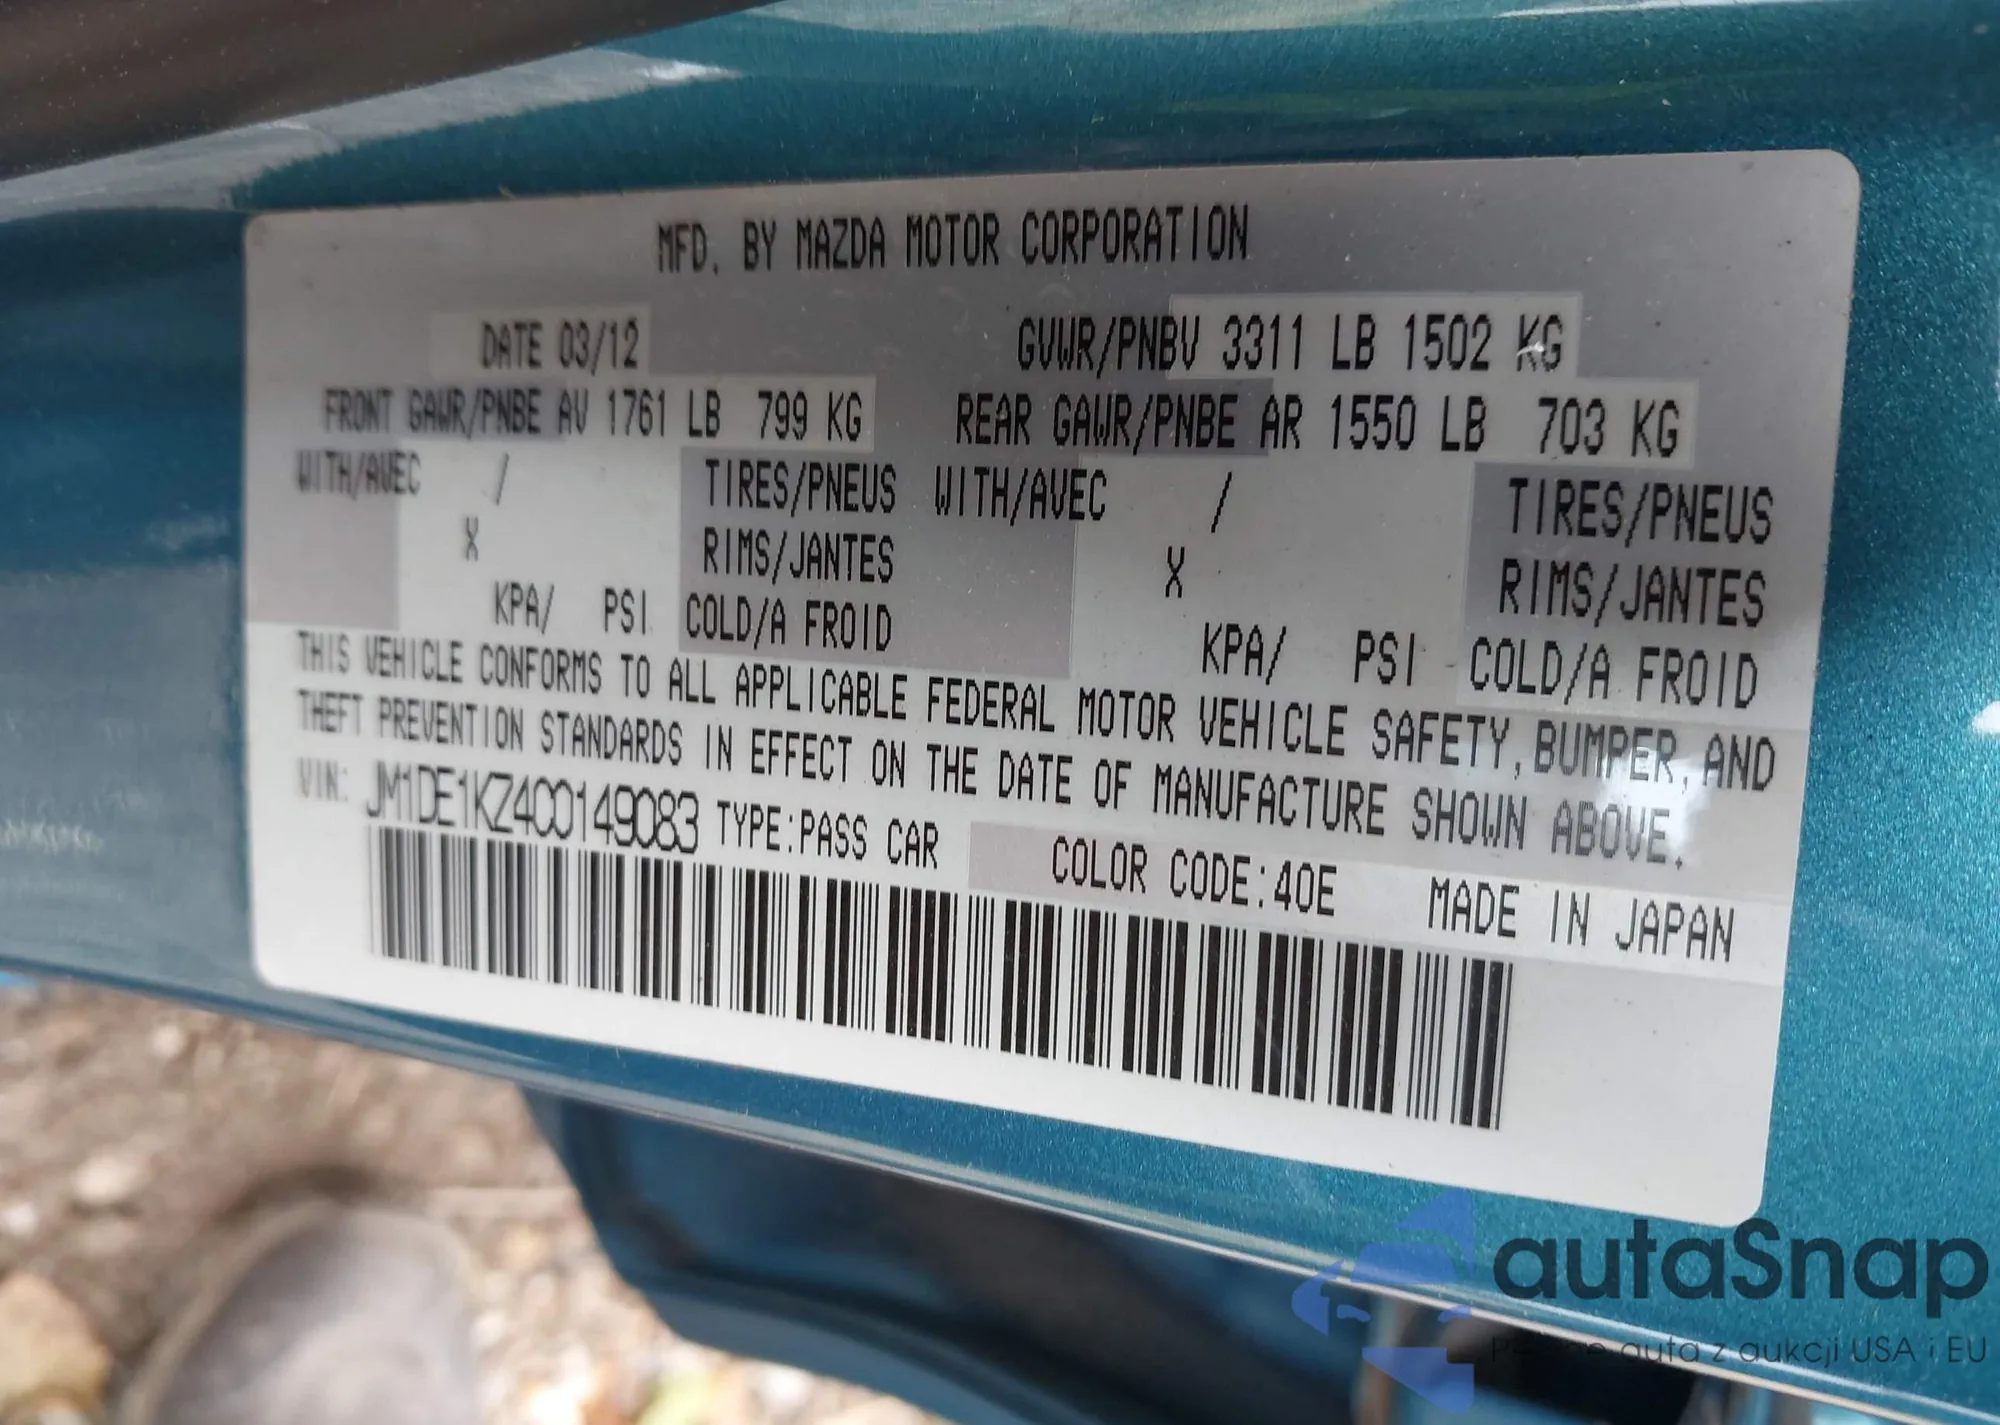 MFD. BY MAZDA MOTOR CORPORATION
DATE 03/12 GVWR/PNBV 3311 LB 1502 KG
FRONT GAWR/PNBE AV 1761 LB 799 KG REAR GAWR/PNBE AR 1550 LB 703 KG
WITH/AVEC / TIRES/PNEUS WITH/AVEC / TIRES/PNEUS
X RIMS/JANTES X RIMS/JANTES
KPA/ PSI COLD/A FROID KPA/ PSI COLD/A FROID
THIS VEHICLE CONFORMS TO ALL APPLICABLE FEDERAL MOTOR VEHICLE SAFETY, BUMPER, AND
THEFT PREVENTION STANDARDS IN EFFECT ON THE DATE OF MANUFACTURE SHOWN ABOVE.
VIN: JM1DE1KZ4C0149083 TYPE:PASS CAR COLOR CODE:40E MADE IN JAPAN
autaSnap
auta z aukcji USA i EU